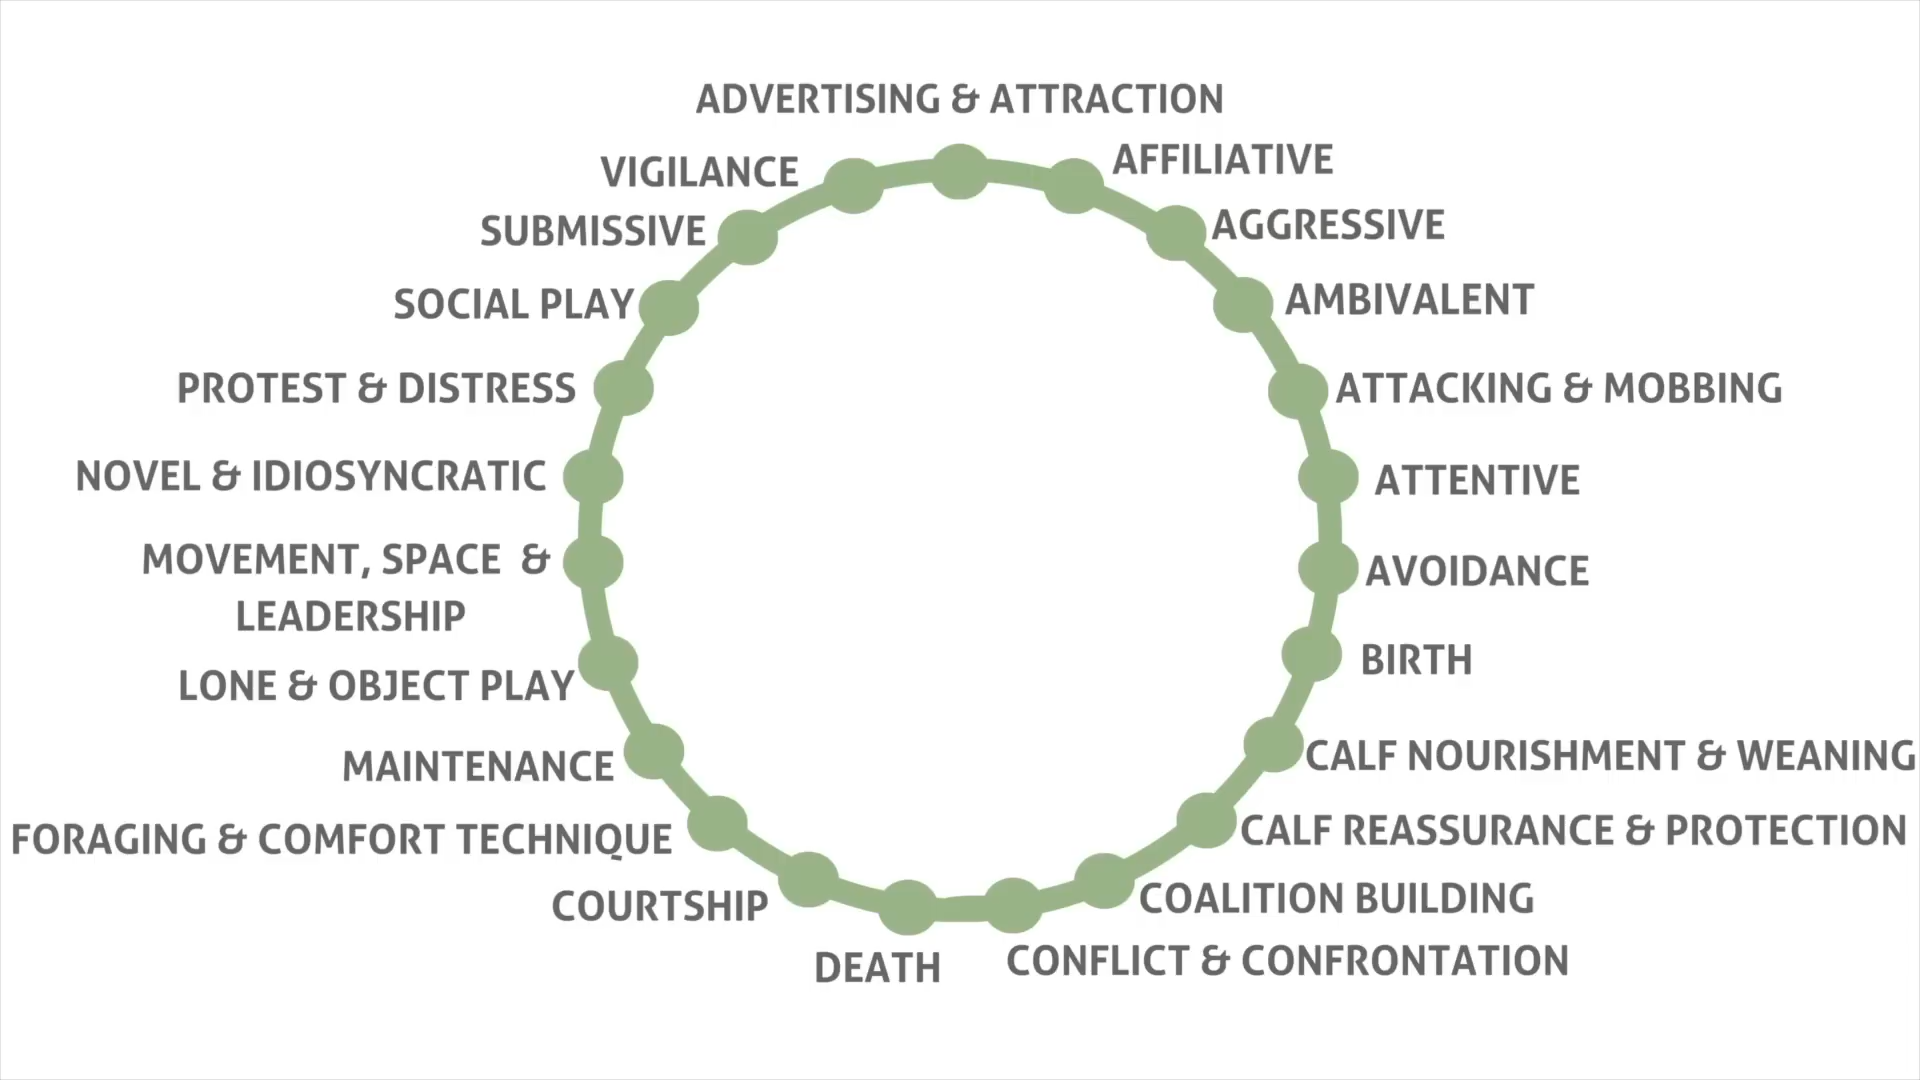 ADVERTISING & ATTRACTION
AFFILIATIVE
AGGRESSIVE
AMBIVALENT
ATTACKING & MOBBING
ATTENTIVE
AVOIDANCE
BIRTH
CALF NOURISHMENT & WEANING
CALF REASSURANCE & PROTECTION
COALITION BUILDING
CONFLICT & CONFRONTATION
DEATH
COURTSHIP
FORAGING & COMFORT TECHNIQUE
MAINTENANCE
LONE & OBJECT PLAY
MOVEMENT, SPACE &
LEADERSHIP
NOVEL & IDIOSYNCRATIC
PROTEST & DISTRESS
SOCIAL PLAY
SUBMISSIVE
VIGILANCE